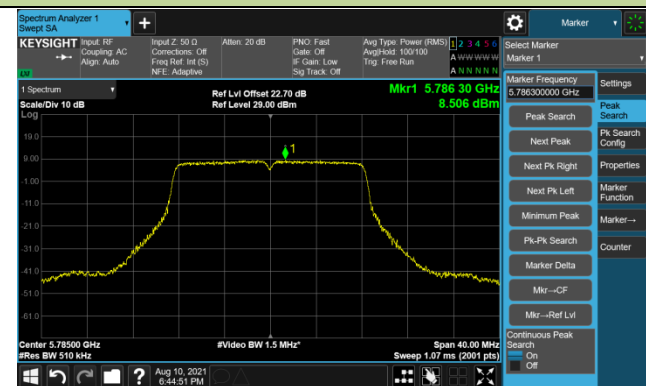 Spectrum Analyzer 1
Swept SA
Marker
KEYSIGHT
Input: RF
Coupling: AC
Align: Auto
Input Z: 50 Ω
Corrections: Off
Freq Ref: Int (S)
NFE: Adaptive
Atten: 20 dB
PNO: Fast
Gate: Off
IF Gain: Low
Sig Track: Off
Avg Type: Power (RMS)
Avg|Hold: 100/100
Trig: Free Run
1 2 3 4 5 6
A W W W W W
A N N N N N
LXI
Select Marker
Marker 1
1 Spectrum
Scale/Div 10 dB
Log
Ref Lvl Offset 22.70 dB
Ref Level 29.00 dBm
Mkr1 5.786 30 GHz
8.506 dBm
Marker Frequency
5.786300000 GHz
Peak Search
Next Peak
Next Pk Right
Next Pk Left
Minimum Peak
Pk-Pk Search
Marker Delta
Mkr→CF
Mkr→Ref Lvl
Continuous Peak
Search
On
Off
Settings
Peak
Search
Pk Search
Config
Properties
Marker
Function
Marker→
Counter
19.0
9.00
-1.00
-11.0
-21.0
-31.0
-41.0
-51.0
-61.0
1
Center 5.78500 GHz
#Res BW 510 kHz
#Video BW 1.5 MHz*
Span 40.00 MHz
Sweep 1.07 ms (2001 pts)
Aug 10, 2021
6:44:51 PM